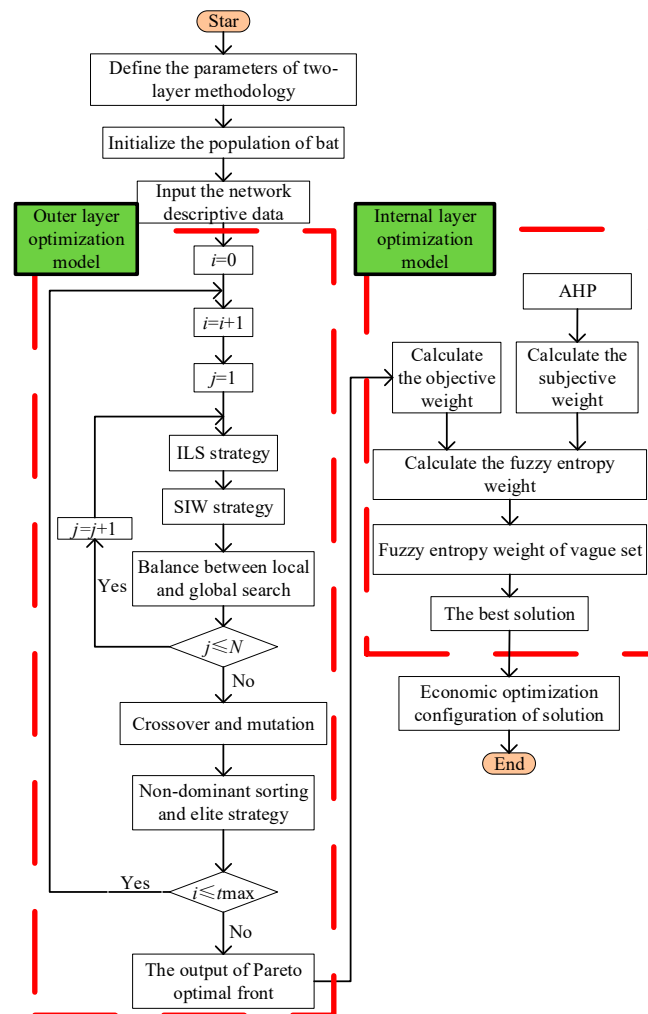 Star
Define the parameters of two-
layer methodology
Initialize the population of bat
Input the network
descriptive data
Outer layer
optimization
model
i=0
i=i+1
j=1
ILS strategy
SIW strategy
j=j+1
Balance between local
and global search
Yes
j≤N
No
Crossover and mutation
Non-dominant sorting
and elite strategy
Yes
i≤tmax
No
The output of Pareto
optimal front
Internal layer
optimization
model
AHP
Calculate
the objective
weight
Calculate the
subjective
weight
Calculate the fuzzy entropy
weight
Fuzzy entropy weight of vague set
The best solution
Economic optimization
configuration of solution
End